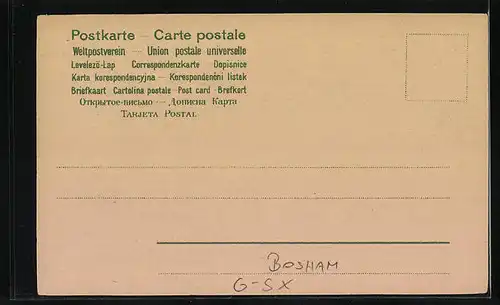 Postkarte — Carte postale
Weltpostverein — Union postale universelle
Levelező-Lap Correspondenzkarte Dopisnice
Karta korespondencyjna — Korespondenční lístek
Briefkaart Cartolina postale Post card Brefkort
Открытое-письмо — Дописна Карта
Tarjeta Postal
BOSHAM
G-SX